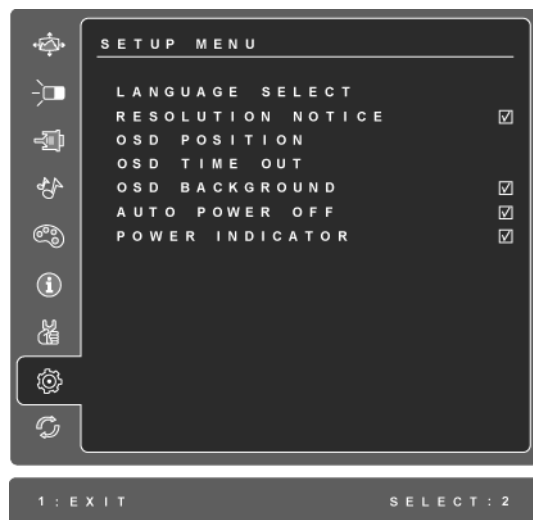 SETUP MENU
LANGUAGE SELECT
RESOLUTION NOTICE
OSD POSITION
OSD TIME OUT
OSD BACKGROUND
AUTO POWER OFF
POWER INDICATOR
1:EXIT SELECT:2